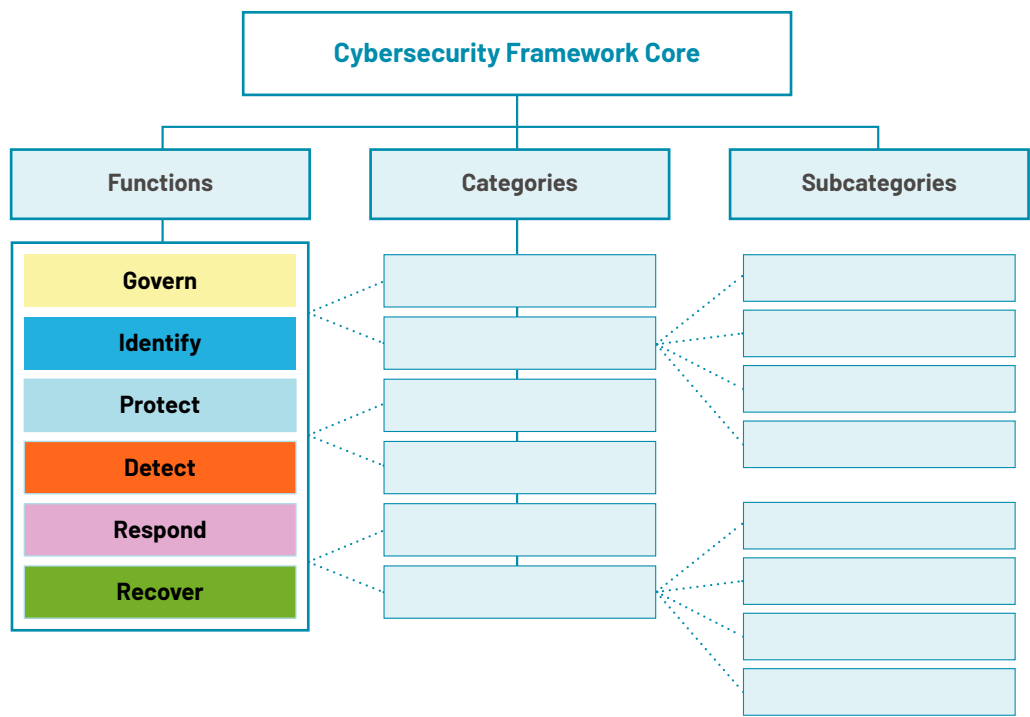 Cybersecurity Framework Core
Functions
Categories
Subcategories
Govern
Identify
Protect
Detect
Respond
Recover